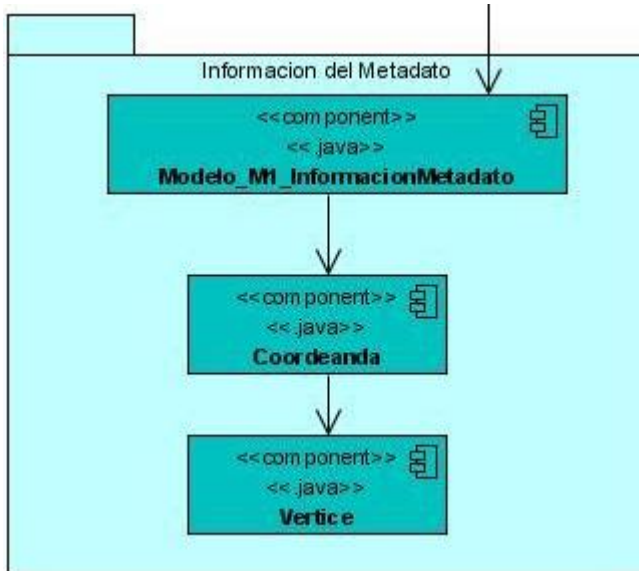 Informacion del Metadato
<<component>>
<<.java>>
Modelo_M1_InformacionMetadato
<<component>>
<<.java>>
Coordeanda
<<component>>
<<.java>>
Vertice